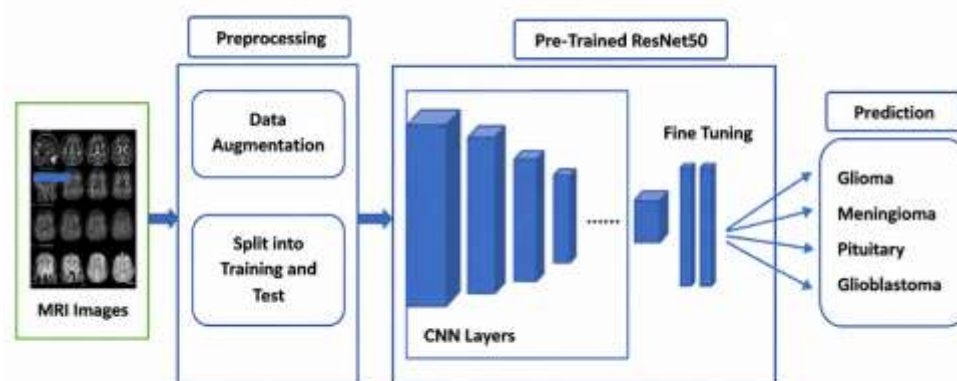 Preprocessing
Pre-Trained ResNet50
Data
Augmentation
Split into
Training and
Test
MRI Images
CNN Layers
......
Fine Tuning
Prediction
Glioma
Meningioma
Pituitary
Glioblastoma